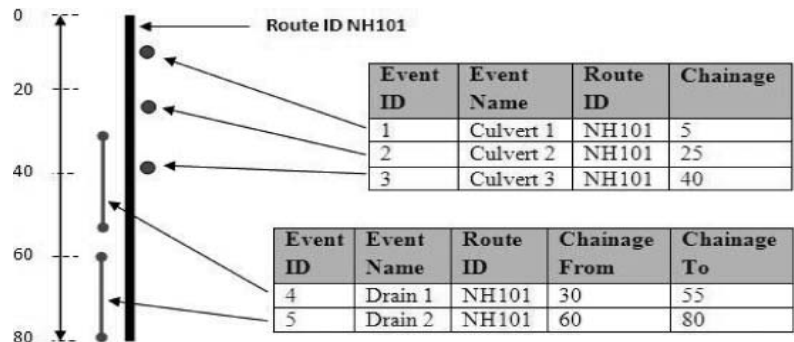 0
Route ID NH101
20
40
60
80
Event ID Event Name Route ID Chainage
1 Culvert 1 NH101 5
2 Culvert 2 NH101 25
3 Culvert 3 NH101 40
Event ID Event Name Route ID Chainage From Chainage To
4 Drain 1 NH101 30 55
5 Drain 2 NH101 60 80